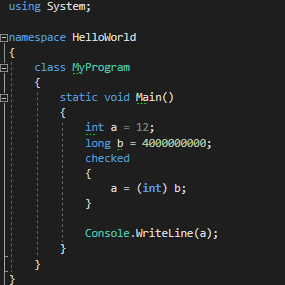 using System;
namespace HelloWorld
{
class MyProgram
{
static void Main()
{
int a = 12;
long b = 4000000000;
checked
{
a = (int) b;
}
Console.WriteLine(a);
}
}
}